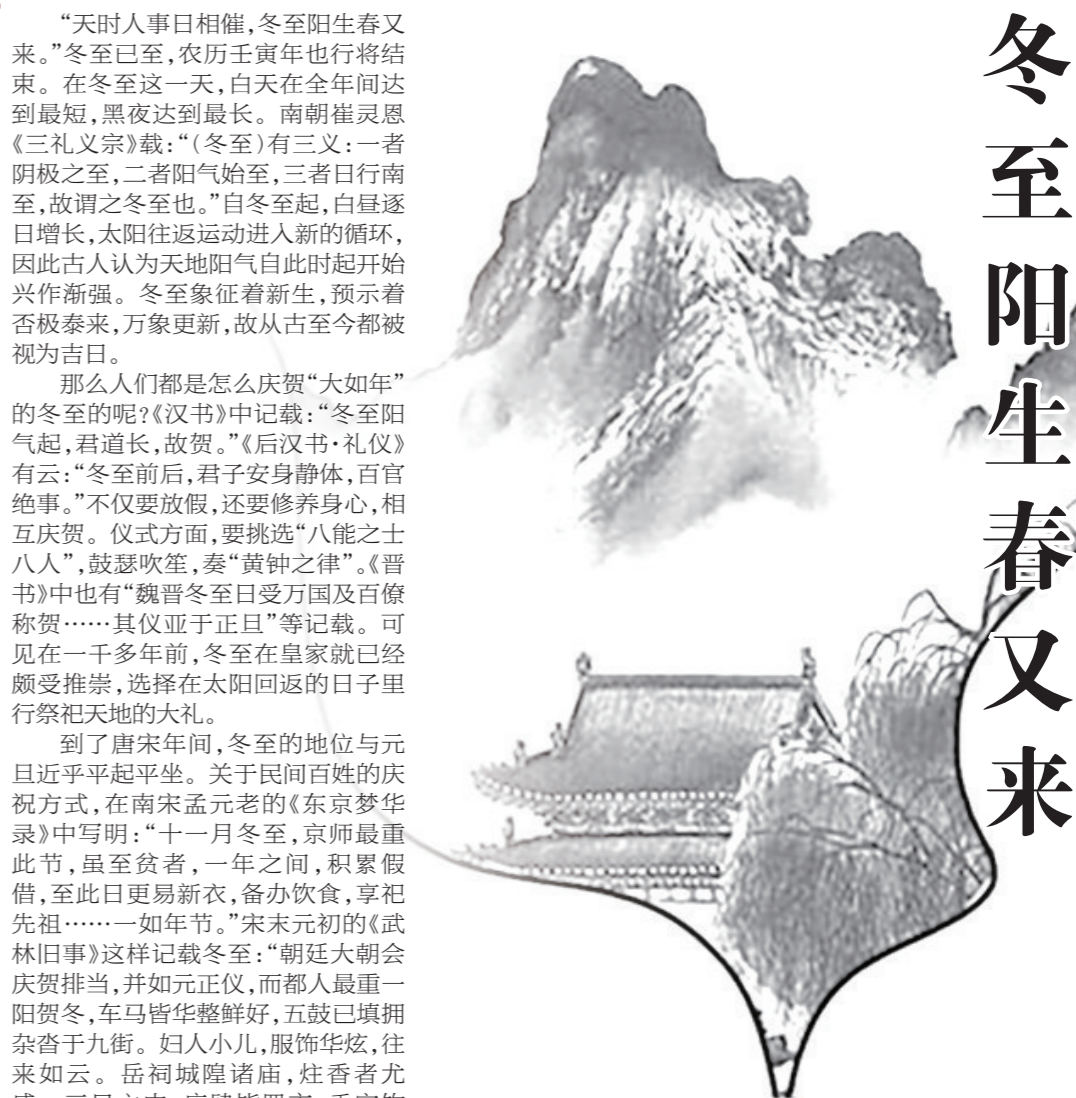 冬至阳生春又来
“天时人事日相催,冬至阳生春又
来。”冬至已至,农历壬寅年也行将结
束。在冬至这一天,白天在全年间达
到最短,黑夜达到最长。南朝崔灵恩
《三礼义宗》载:“(冬至)有三义:一者
阴极之至,二者阳气始至,三者日行南
至,故谓之冬至也。”自冬至起,白昼逐
日增长,太阳往返运动进入新的循环,
因此古人认为天地阳气自此时起开始
兴作渐强。冬至象征着新生,预示着
否极泰来,万象更新,故从古至今都被
视为吉日。
那么人们都是怎么庆贺“大如年”
的冬至的呢?《汉书》中记载:“冬至阳
气起,君道长,故贺。”《后汉书·礼仪》
有云:“冬至前后,君子安身静体,百官
绝事。”不仅要放假,还要修养身心,相
互庆贺。仪式方面,要挑选“八能之士
八人”,鼓瑟吹笙,奏“黄钟之律”。《晋
书》中也有“魏晋冬至日受万国及百僚
称贺……其仪亚于正旦”等记载。可
见在一千多年前,冬至在皇家就已经
颇受推崇,选择在太阳回返的日子里
行祭祀天地的大礼。
到了唐宋年间,冬至的地位与元
旦近乎平起平坐。关于民间百姓的庆
祝方式,在南宋孟元老的《东京梦华
录》中写明:“十一月冬至,京师最重
此节,虽至贫者,一年之间,积累假
借,至此日更易新衣,备办饮食,享祀
先祖……一如年节。”宋末元初的《武
林旧事》这样记载冬至:“朝廷大朝会
庆贺排当,并如元正仪,而都人最重一
阳贺冬,车马皆华整鲜好,五鼓已填拥
杂沓于九街。妇人小儿,服饰华炫,往
来如云。岳祠城隍诸庙,炷香者尤